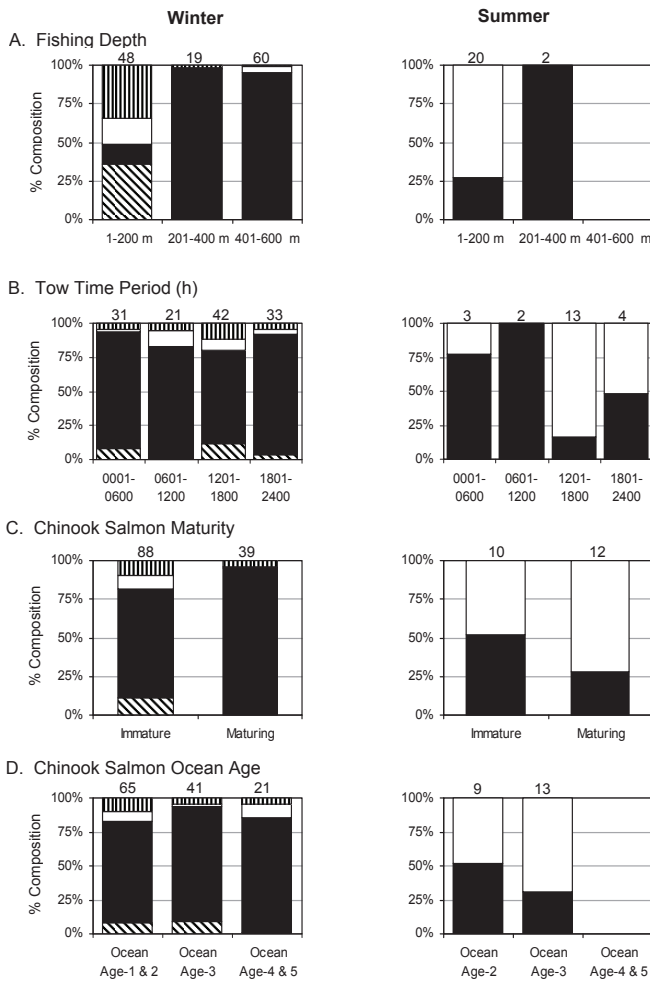 Winter
Summer
A. Fishing Depth
48 19 60
100%
75%
50%
25%
0%
% Composition
1-200 m 201-400 m 401-600 m
20 2
100%
75%
50%
25%
0%
% Composition
1-200 m 201-400 m 401-600 m
B. Tow Time Period (h)
31 21 42 33
100%
75%
50%
25%
0%
% Composition
0001- 0601- 1201- 1801-
0600 1200 1800 2400
3 2 13 4
100%
75%
50%
25%
0%
% Composition
0001- 0601- 1201- 1801-
0600 1200 1800 2400
C. Chinook Salmon Maturity
88 39
100%
75%
50%
25%
0%
% Composition
Immature Maturing
10 12
100%
75%
50%
25%
0%
% Composition
Immature Maturing
D. Chinook Salmon Ocean Age
65 41 21
100%
75%
50%
25%
0%
% Composition
Ocean Ocean Ocean
Age-1 & 2 Age-3 Age-4 & 5
9 13
100%
75%
50%
25%
0%
% Composition
Ocean Ocean Ocean
Age-2 Age-3 Age-4 & 5